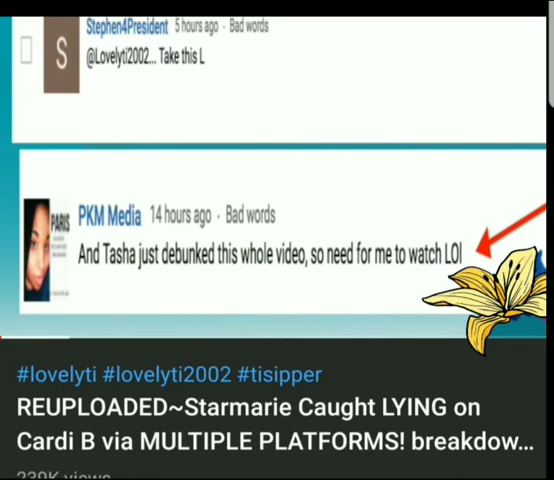 Stephen4President 5 hours ago · Bad words
S
@Lovelyti2002... Take this L
PARIS
PKM Media 14 hours ago · Bad words
And Tasha just debunked this whole video, so need for me to watch LOl
#lovelyti #lovelyti2002 #tisipper
REUPLOADED~Starmarie Caught LYING on
Cardi B via MULTIPLE PLATFORMS! breakdow...
239K views